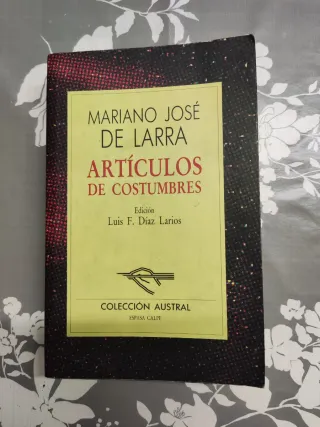 MARIANO JOSÉ
DE LARRA
ARTÍCULOS
DE COSTUMBRES
Edición
Luis F. Díaz Larios
COLECCIÓN AUSTRAL
ESPASA CALPE